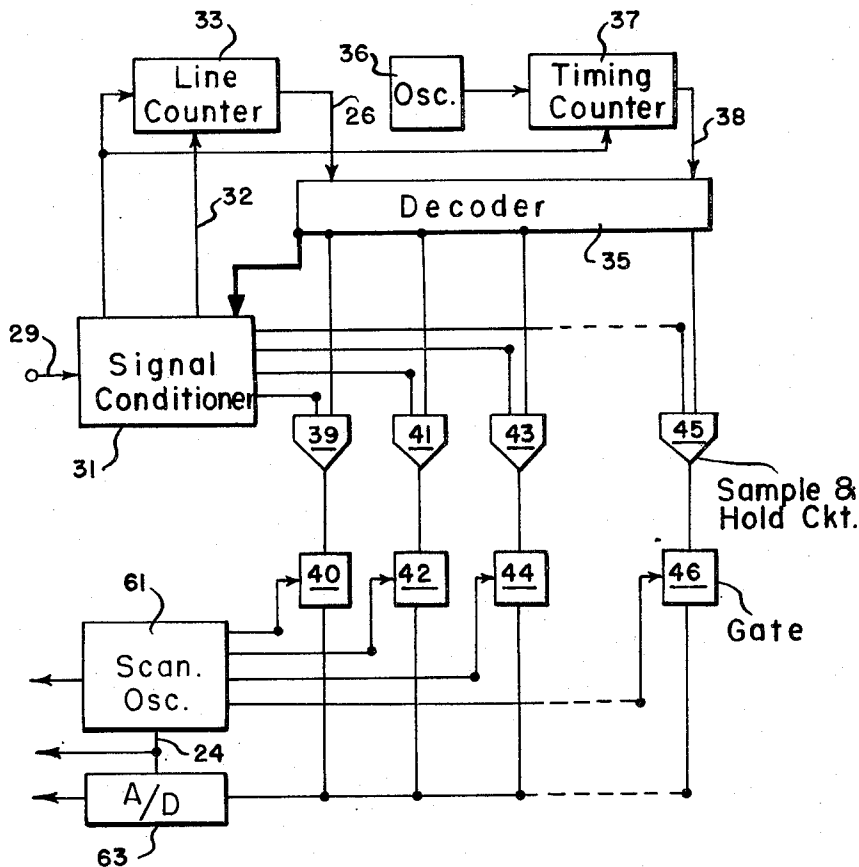 33
Line
Counter
26
36
Osc.
37
Timing
Counter
38
32
Decoder
35
29
Signal
Conditioner
31
39
41
43
45
Sample &
Hold Ckt.
40
42
44
46
Gate
61
Scan.
Osc.
24
A/D
63